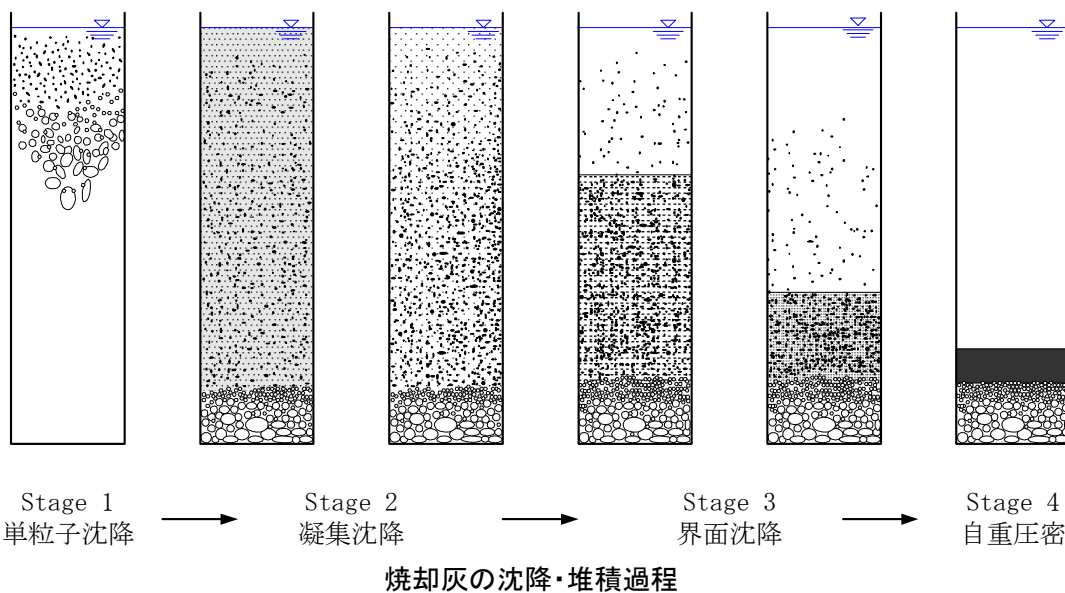 Stage 1
単粒子沈降
Stage 2
凝集沈降
Stage 3
界面沈降
Stage 4
自重圧密
焼却灰の沈降・堆積過程